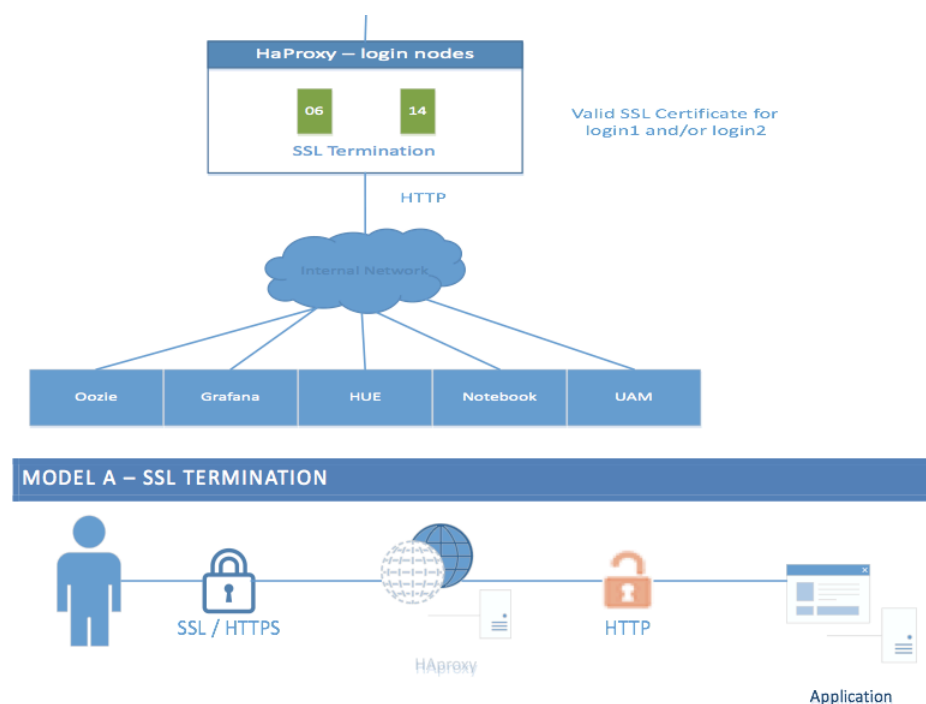 HaProxy – login nodes
06
14
SSL Termination
Valid SSL Certificate for
login1 and/or login2
HTTP
Internal Network
Oozie
Grafana
HUE
Notebook
UAM
MODEL A – SSL TERMINATION
SSL / HTTPS
HAproxy
HTTP
Application